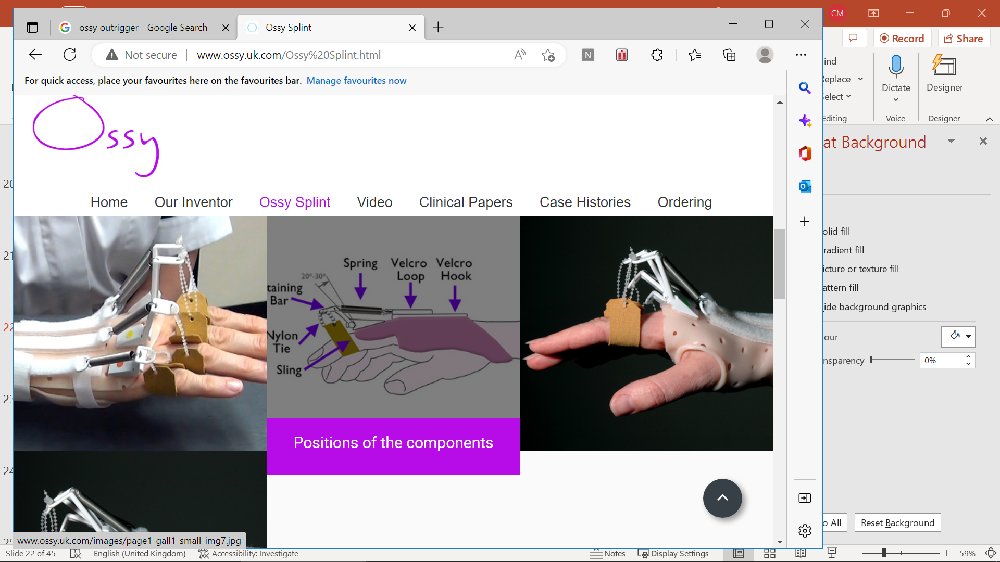 CM
ossy outrigger - Google Search
Ossy Splint
Not secure
www.ossy.uk.com/Ossy%20Splint.html
A
N
For quick access, place your favourites here on the favourites bar. Manage favourites now
Record
Share
ind
Replace
elect
Dictate
Designer
Editing
Voice
Designer
Ossy
Home
Our Inventor
Ossy Splint
Video
Clinical Papers
Case Histories
Ordering
Spring
Velcro
Loop
Velcro
Hook
20°-30°
taining
Bar
Nylon
Tie
Sling
Positions of the components
at Background
olid fill
radient fill
icture or texture fill
attern fill
ide background graphics
lour
nsparency
0%
o All
Reset Background
20
21
22
23
24
25
www.ossy.uk.com/images/page1_gall1_small_img7.jpg
Slide 22 of 45
English (United Kingdom)
Accessibility: Investigate
Notes
Display Settings
59%